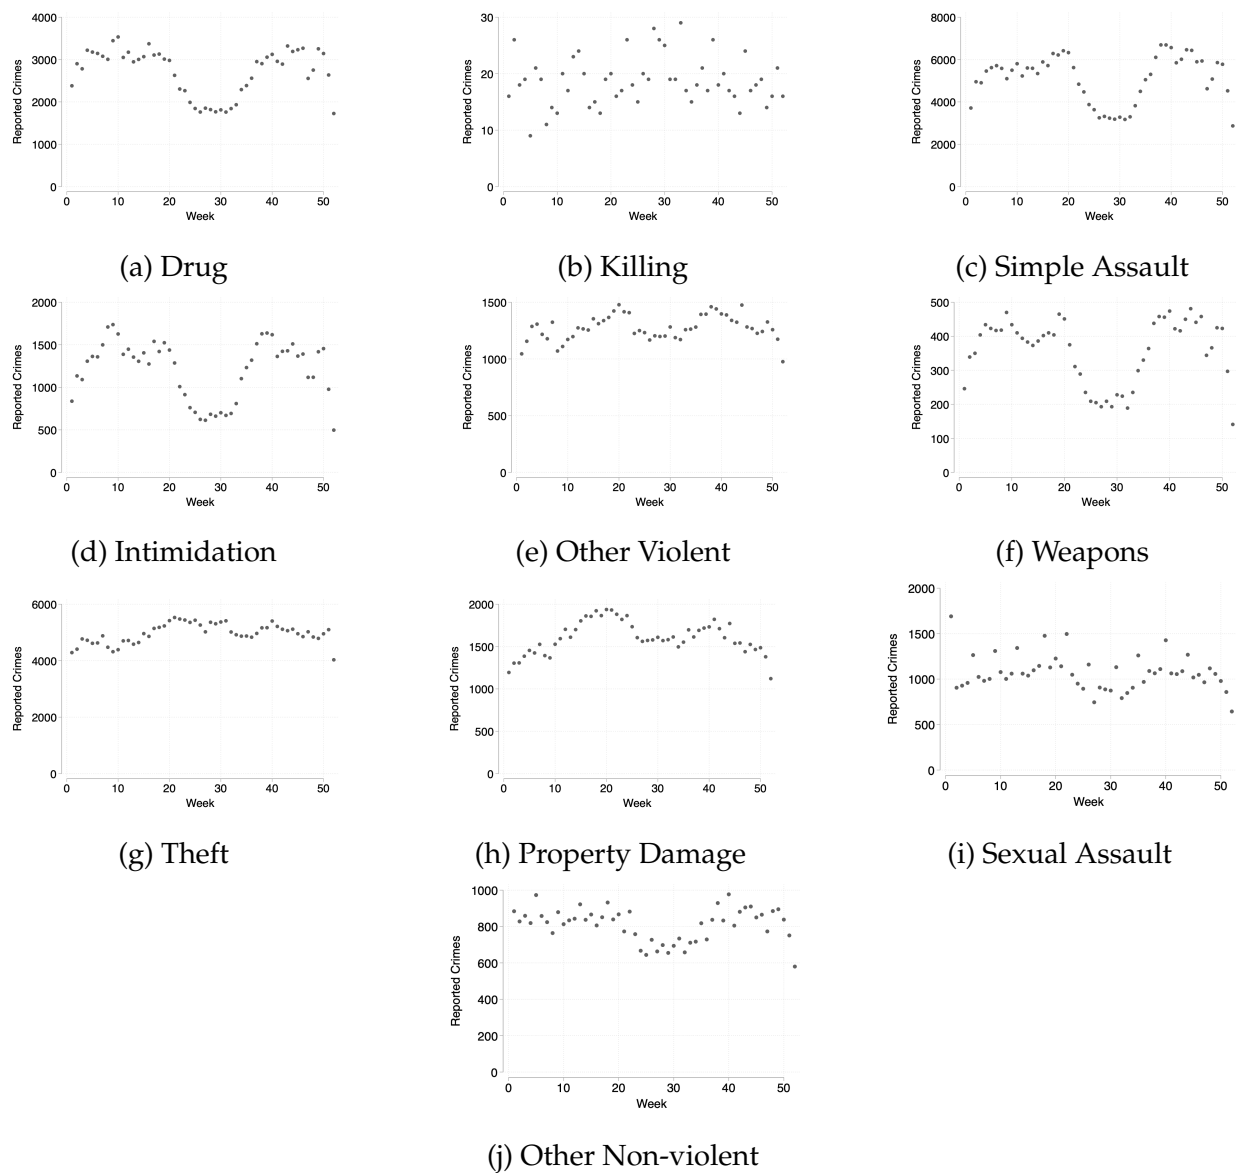 Reported Crimes
4000
3000
2000
1000
0
0 10 20 30 40 50
Week
(a) Drug
Reported Crimes
30
20
10
0
0 10 20 30 40 50
Week
(b) Killing
Reported Crimes
8000
6000
4000
2000
0
0 10 20 30 40 50
Week
(c) Simple Assault
Reported Crimes
2000
1500
1000
500
0
0 10 20 30 40 50
Week
(d) Intimidation
Reported Crimes
1500
1000
500
0
0 10 20 30 40 50
Week
(e) Other Violent
Reported Crimes
500
400
300
200
100
0
0 10 20 30 40 50
Week
(f) Weapons
Reported Crimes
6000
4000
2000
0
0 10 20 30 40 50
Week
(g) Theft
Reported Crimes
2000
1500
1000
500
0
0 10 20 30 40 50
Week
(h) Property Damage
Reported Crimes
2000
1500
1000
500
0
0 10 20 30 40 50
Week
(i) Sexual Assault
Reported Crimes
1000
800
600
400
200
0
0 10 20 30 40 50
Week
(j) Other Non-violent